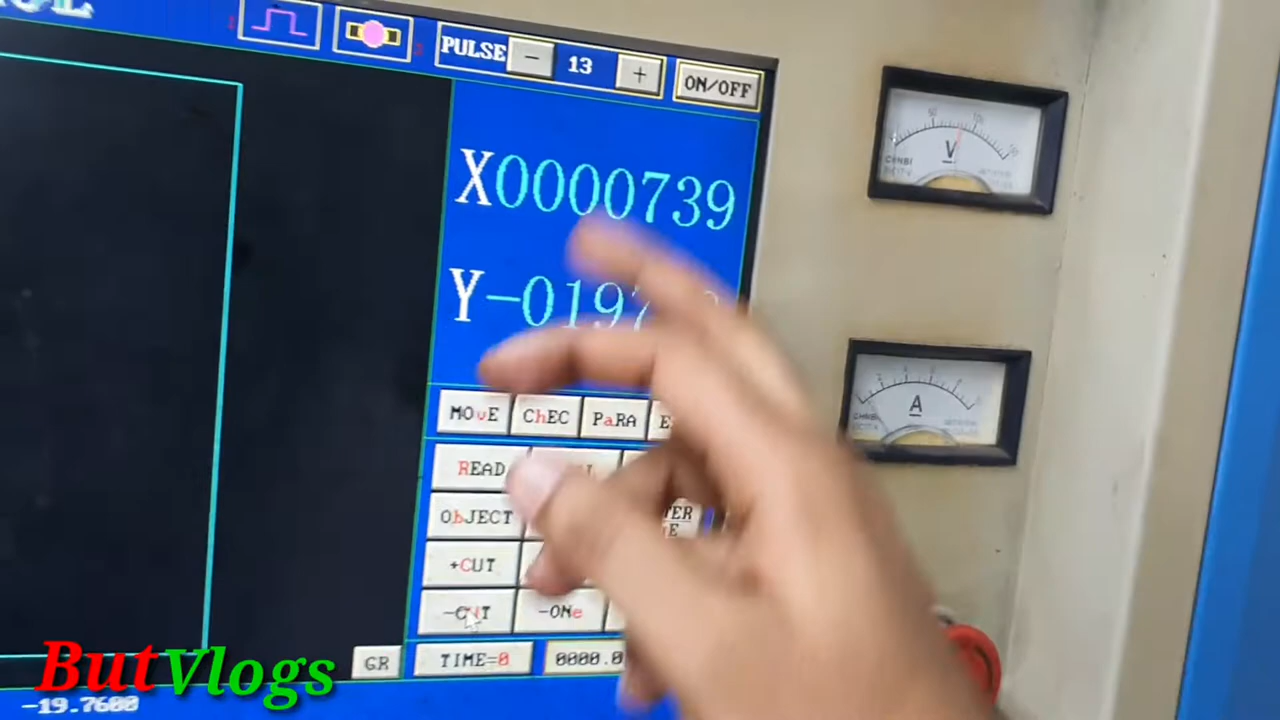 PULSE - 13 + ON/OFF
X0000739
Y-0197
V
MOvE ChEC PaRA
A
READ
ObJECT
+CUT
-CUT -ONe
GR TIME=0 0000.0
ButVlogs
-19.7600